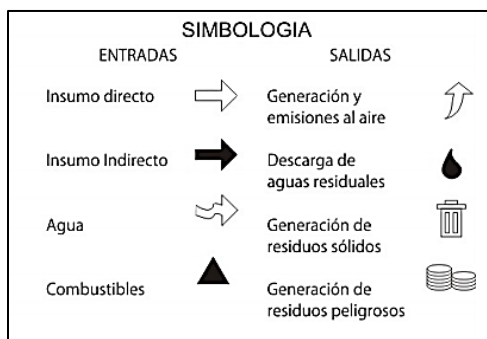 SIMBOLOGIA
ENTRADAS
SALIDAS
Insumo directo
Generación y
emisiones al aire
Insumo Indirecto
Descarga de
aguas residuales
Agua
Generación de
residuos sólidos
Combustibles
Generación de
residuos peligrosos